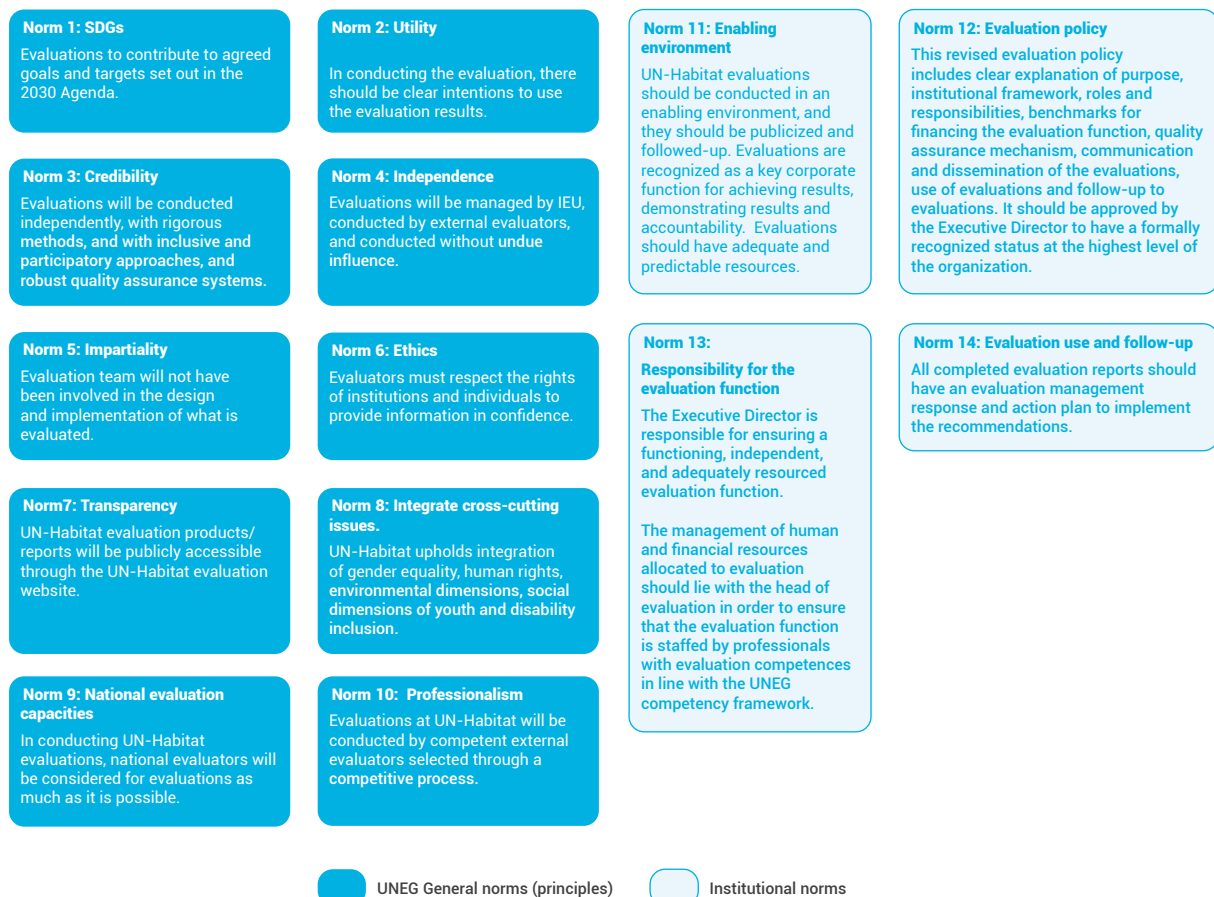 Norm 1: SDGs
Evaluations to contribute to agreed
goals and targets set out in the
2030 Agenda.
Norm 2: Utility
In conducting the evaluation, there
should be clear intentions to use
the evaluation results.
Norm 3: Credibility
Evaluations will be conducted
independently, with rigorous
methods, and with inclusive and
participatory approaches, and
robust quality assurance systems.
Norm 4: Independence
Evaluations will be managed by IEU,
conducted by external evaluators,
and conducted without undue
influence.
Norm 5: Impartiality
Evaluation team will not have
been involved in the design
and implementation of what is
evaluated.
Norm 6: Ethics
Evaluators must respect the rights
of institutions and individuals to
provide information in confidence.
Norm7: Transparency
UN-Habitat evaluation products/
reports will be publicly accessible
through the UN-Habitat evaluation
website.
Norm 8: Integrate cross-cutting
issues.
UN-Habitat upholds integration
of gender equality, human rights,
environmental dimensions, social
dimensions of youth and disability
inclusion.
Norm 9: National evaluation
capacities
In conducting UN-Habitat
evaluations, national evaluators will
be considered for evaluations as
much as it is possible.
Norm 10: Professionalism
Evaluations at UN-Habitat will be
conducted by competent external
evaluators selected through a
competitive process.
Norm 11: Enabling
environment
UN-Habitat evaluations
should be conducted in an
enabling environment, and
they should be publicized and
followed-up. Evaluations are
recognized as a key corporate
function for achieving results,
demonstrating results and
accountability. Evaluations
should have adequate and
predictable resources.
Norm 12: Evaluation policy
This revised evaluation policy
includes clear explanation of purpose,
institutional framework, roles and
responsibilities, benchmarks for
financing the evaluation function, quality
assurance mechanism, communication
and dissemination of the evaluations,
use of evaluations and follow-up to
evaluations. It should be approved by
the Executive Director to have a formally
recognized status at the highest level of
the organization.
Norm 13:
Responsibility for the
evaluation function
The Executive Director is
responsible for ensuring a
functioning, independent,
and adequately resourced
evaluation function.
The management of human
and financial resources
allocated to evaluation
should lie with the head of
evaluation in order to ensure
that the evaluation function
is staffed by professionals
with evaluation competences
in line with the UNEG
competency framework.
Norm 14: Evaluation use and follow-up
All completed evaluation reports should
have an evaluation management
response and action plan to implement
the recommendations.
UNEG General norms (principles)
Institutional norms